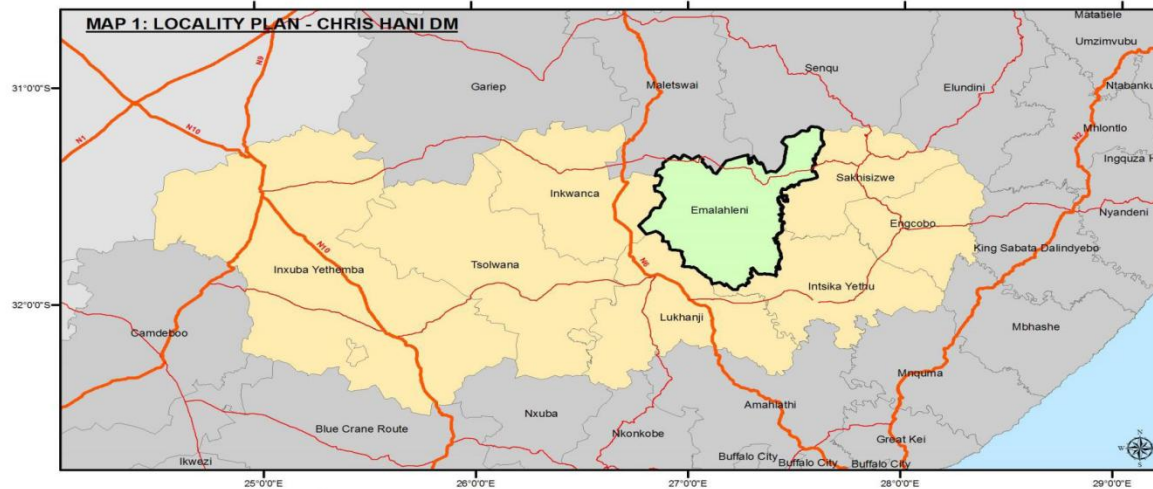 MAP 1: LOCALITY PLAN - CHRIS HANI DM
Matatiele
Umzimvubu
Senqu
Elundini
Gariep
Maletswai
31°0'0"S
N9
N1
N10
N2
Mhlontlo
Sakhisizwe
Inkwanca
Emalahleni
Nyandeni
Engcobo
King Sabata Dalindyebo
N10
N6
Inxuba Yethemba
Tsolwana
Intsika Yethu
32°0'0"S
Lukhanji
Mbhashe
Camdeboo
Mnquma
Amahlathi
Nxuba
Blue Crane Route
Nkonkobe
Great Kei
Ikwezi
Buffalo City
Buffalo City
Buffalo City
N
W
E
S
25°0'0"E
26°0'0"E
27°0'0"E
28°0'0"E
29°0'0"E